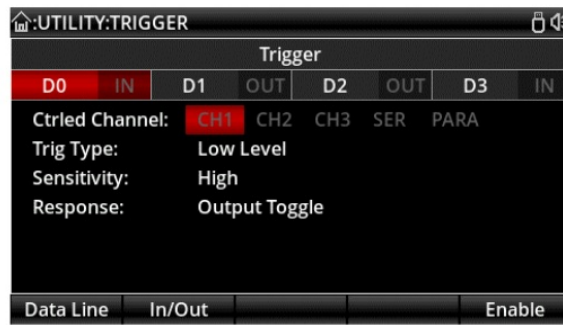 :UTILITY:TRIGGER
Trigger
D0 IN D1 OUT D2 OUT D3 IN
Ctrled Channel: CH1 CH2 CH3 SER PARA
Trig Type: Low Level
Sensitivity: High
Response: Output Toggle
Data Line In/Out Enable